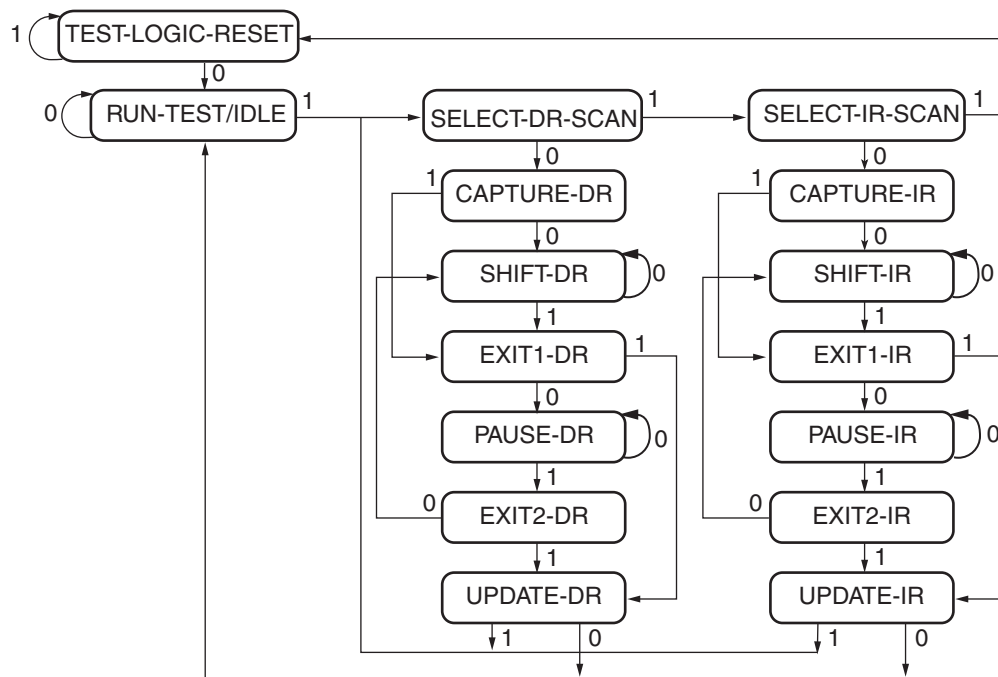 1 TEST-LOGIC-RESET
0
0 RUN-TEST/IDLE 1 SELECT-DR-SCAN 1 SELECT-IR-SCAN 1
0 0
1 CAPTURE-DR 1 CAPTURE-IR
0 0
SHIFT-DR 0 SHIFT-IR 0
1 1
EXIT1-DR 1 EXIT1-IR 1
0 0
PAUSE-DR 0 PAUSE-IR 0
1 1
0 EXIT2-DR 0 EXIT2-IR
1 1
UPDATE-DR UPDATE-IR
1 0 1 0